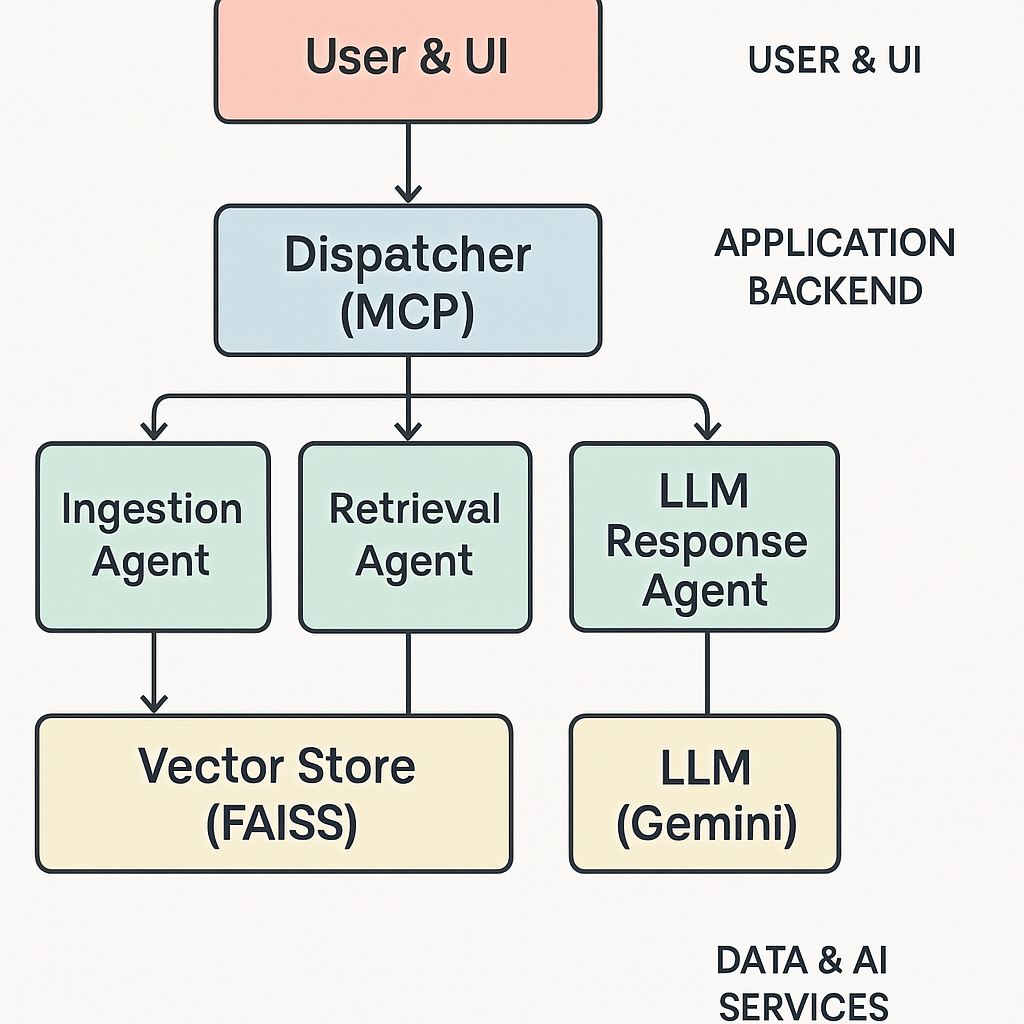 User & UI
USER & UI
Dispatcher
(MCP)
APPLICATION
BACKEND
Ingestion
Agent
Retrieval
Agent
LLM
Response
Agent
Vector Store
(FAISS)
LLM
(Gemini)
DATA & AI
SERVICES